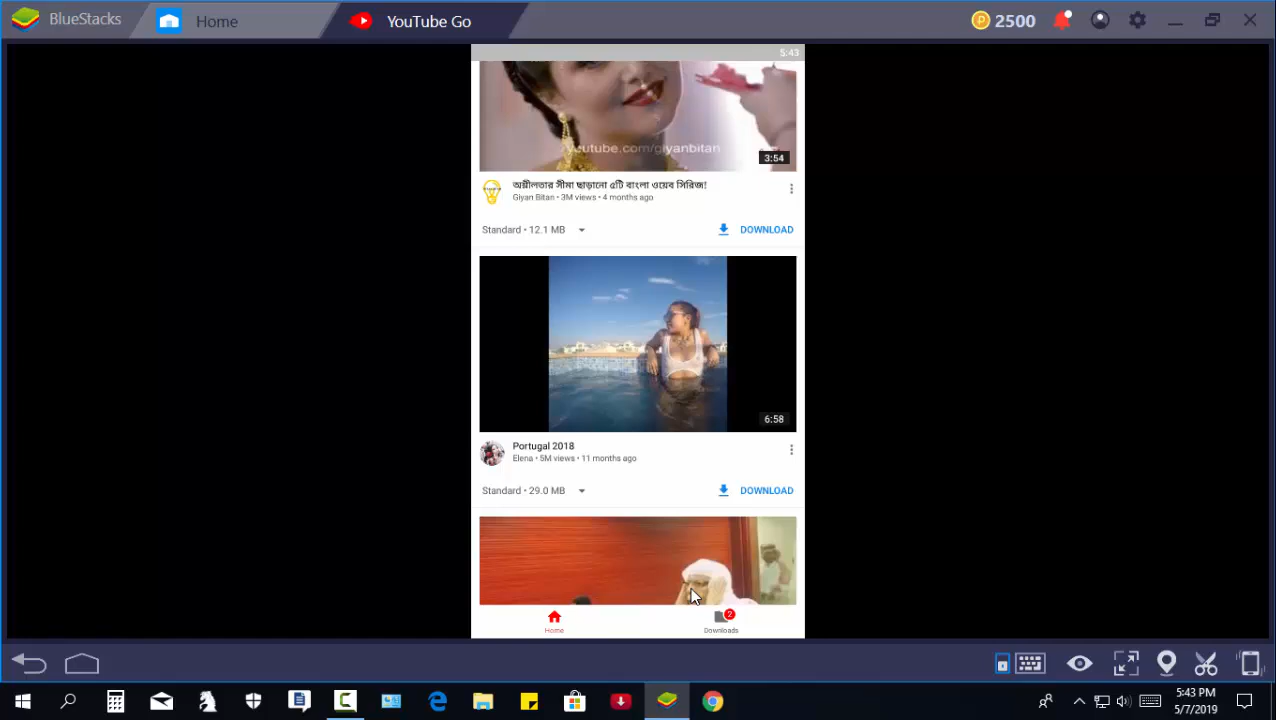 BlueStacks
Home
YouTube Go
2500
5:43
youtube.com/giyanbitan
3:54
অশ্লীলতার সীমা ছাড়ানো ৫টি বাংলা ওয়েব সিরিজ!
Giyan Bitan • 3M views • 4 months ago
Standard • 12.1 MB
DOWNLOAD
6:58
Portugal 2018
Elena • 5M views • 11 months ago
Standard • 29.0 MB
DOWNLOAD
Home
2
Downloads
5:43 PM
5/7/2019